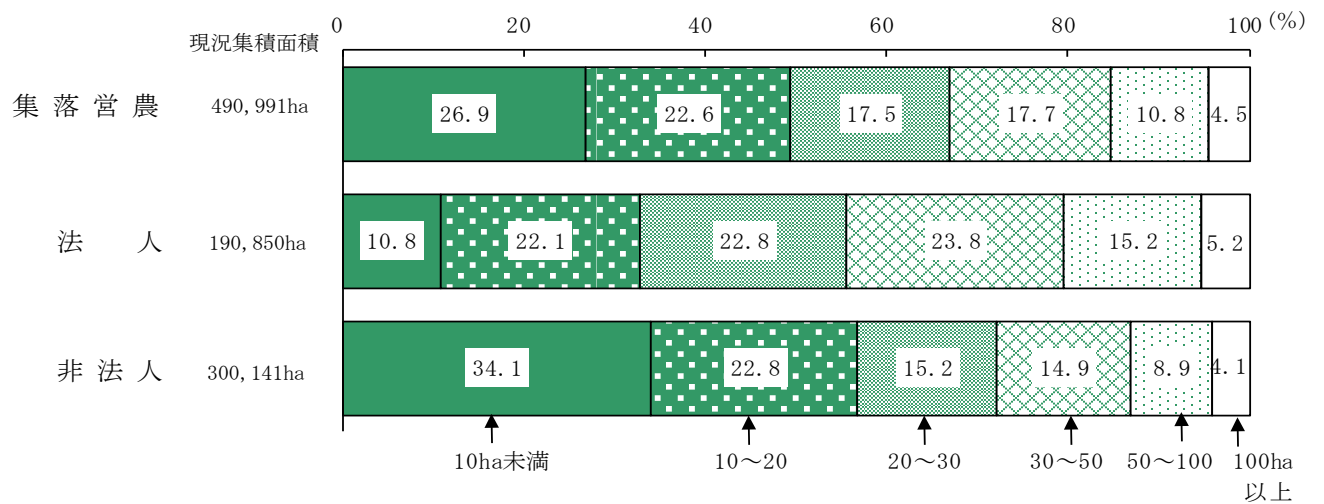 0 20 40 60 80 100 (%)
現況集積面積
集落営農 490,991ha 26.9 22.6 17.5 17.7 10.8 4.5
法人 190,850ha 10.8 22.1 22.8 23.8 15.2 5.2
非法人 300,141ha 34.1 22.8 15.2 14.9 8.9 4.1
10ha未満 10～20 20～30 30～50 50～100 100ha
以上